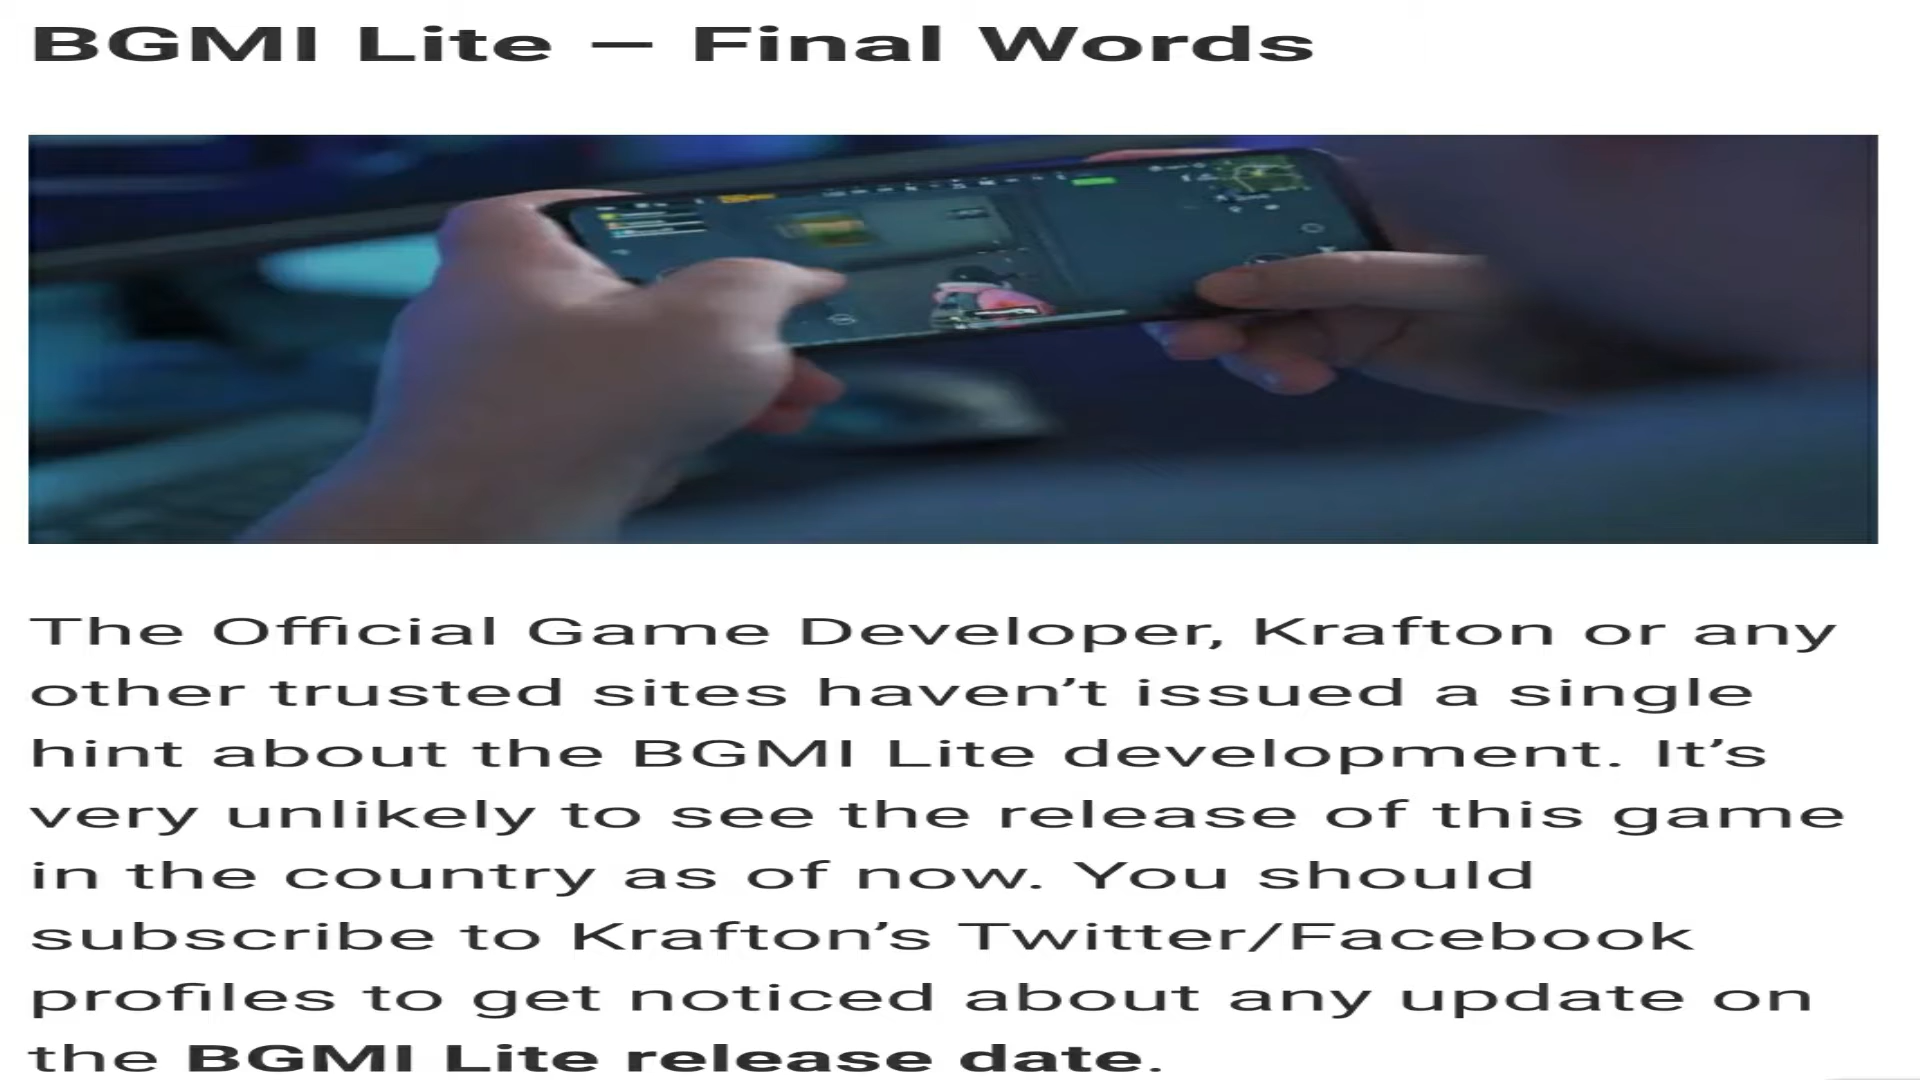 BGMI Lite – Final Words
The Official Game Developer, Krafton or any
other trusted sites haven’t issued a single
hint about the BGMI Lite development. It’s
very unlikely to see the release of this game
in the country as of now. You should
subscribe to Krafton’s Twitter/Facebook
profiles to get noticed about any update on
the BGMI Lite release date.